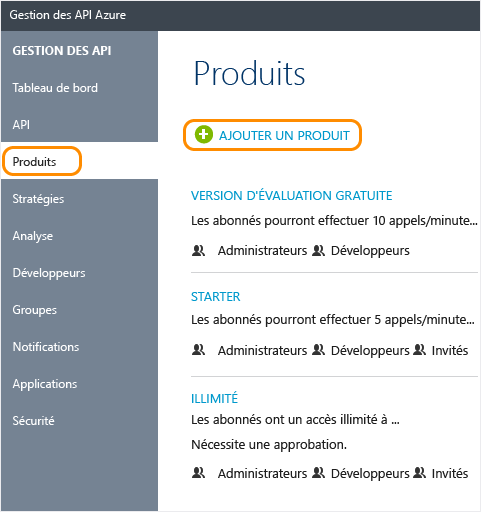 Gestion des API Azure
GESTION DES API
Tableau de bord
API
Produits
Stratégies
Analyse
Développeurs
Groupes
Notifications
Applications
Sécurité
Produits
AJOUTER UN PRODUIT
VERSION D'ÉVALUATION GRATUITE
Les abonnés pourront effectuer 10 appels/minute...
Administrateurs Développeurs
STARTER
Les abonnés pourront effectuer 5 appels/minute...
Administrateurs Développeurs Invités
ILLIMITÉ
Les abonnés ont un accès illimité à ...
Nécessite une approbation.
Administrateurs Développeurs Invités